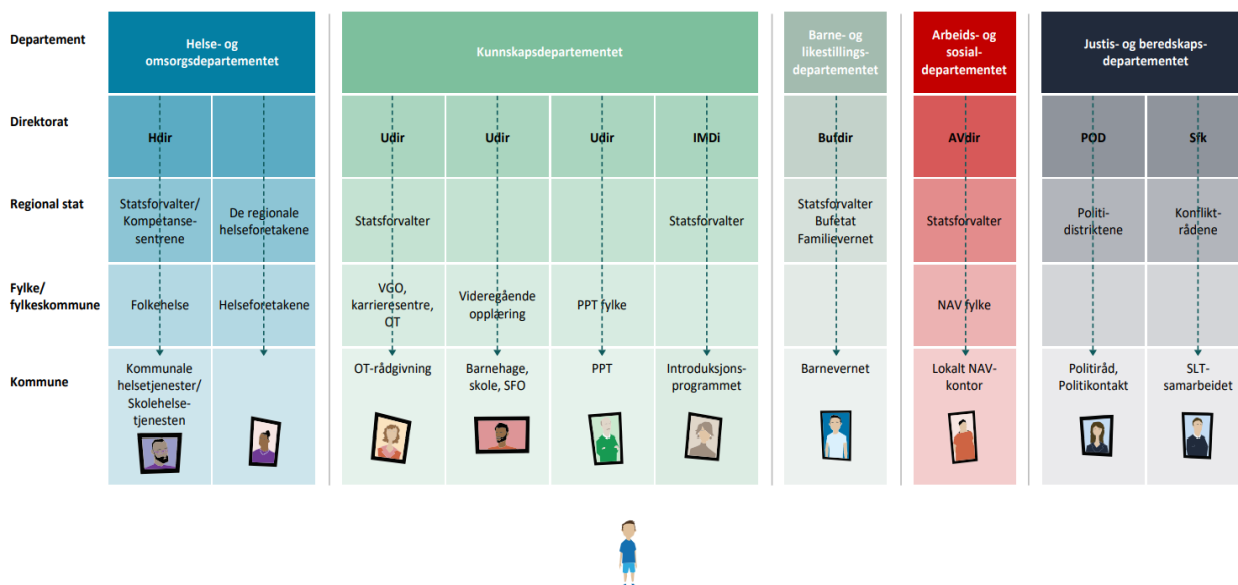 Departement
Helse- og
omsorgsdepartementet
Kunnskapsdepartementet
Barne- og
likestillings-
departementet
Arbeids- og
sosial-
departementet
Justis- og beredskaps-
departementet
Direktorat
Hdir
Udir
Udir
Udir
IMDi
Bufdir
AVdir
POD
Sfk
Regional stat
Statsforvalter/
Kompetanse-
sentrene
De regionale
helseforetakene
Statsforvalter
Statsforvalter
Statsforvalter
Bufetat
Familievernet
Statsforvalter
Politi-
distriktene
Konflikt-
rådene
Fylke/
fylkeskommune
Folkehelse
Helseforetakene
VGO,
karrieresentre,
OT
Videregående
opplæring
PPT fylke
NAV fylke
Kommune
Kommunale
helsetjenester/
Skolehelse-
tjenesten
OT-rådgivning
Barnehage,
skole, SFO
PPT
Introduksjons-
programmet
Barnevernet
Lokalt NAV-
kontor
Politiråd,
Politikontakt
SLT-
samarbeidet